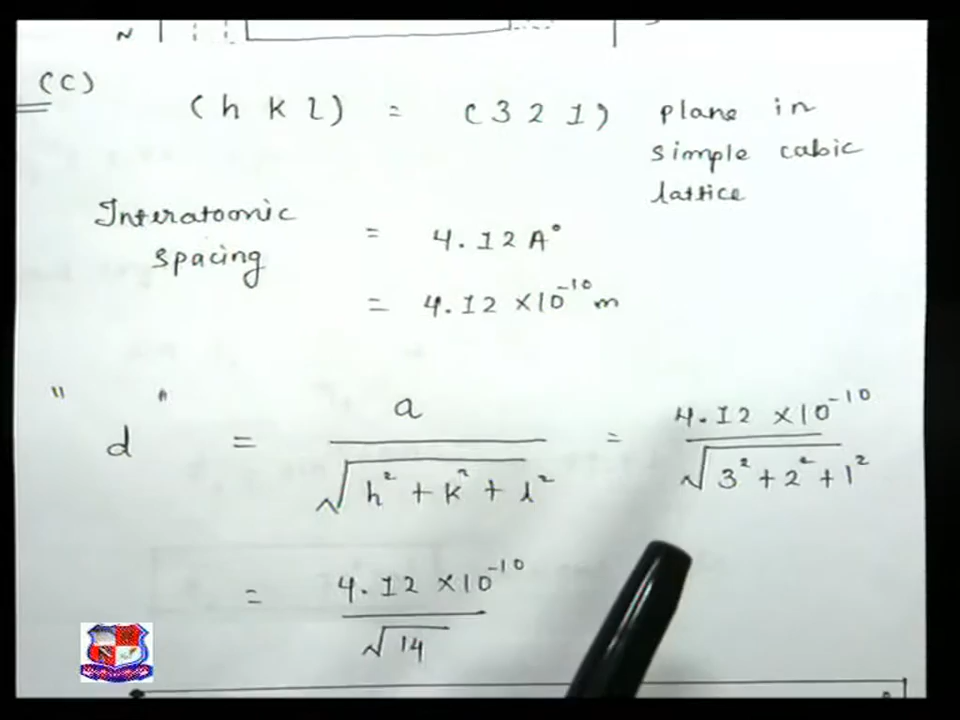 N
(C)
(h k l) = (3 2 1) plane in
simple cubic
lattice
Interatoonic
spacing = 4.12 A°
= 4.12 × 10⁻¹⁰ m
"d" = a / √h² + k² + l² = 4.12 × 10⁻¹⁰ / √3² + 2² + 1²
= 4.12 × 10⁻¹⁰ / √14